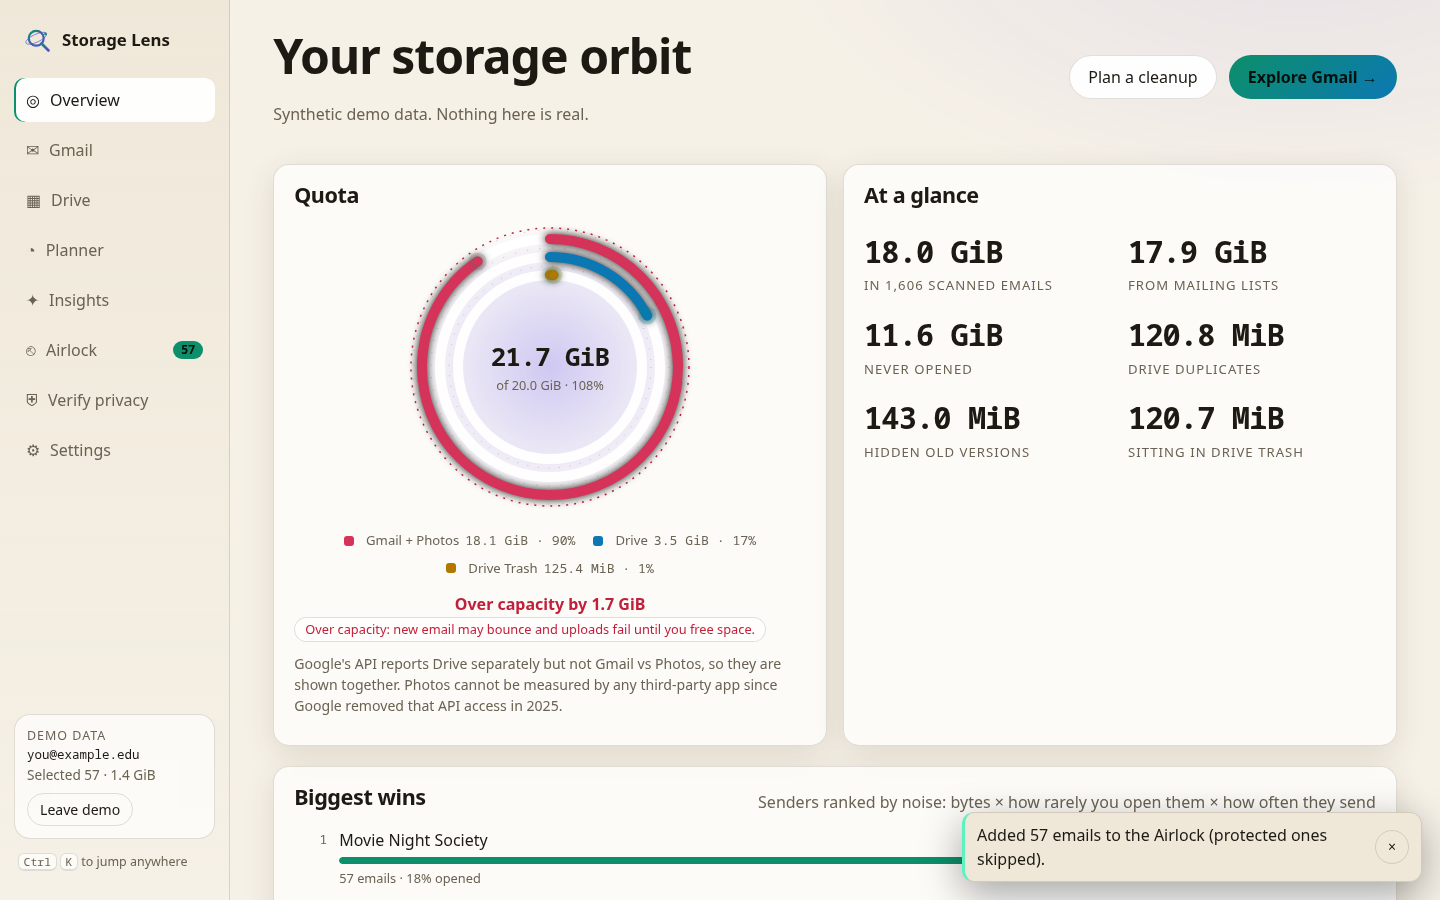 Storage Lens
Overview
Gmail
Drive
Planner
Insights
Airlock
57
Verify privacy
Settings
DEMO DATA
you@example.edu
Selected 57 · 1.4 GiB
Leave demo
Ctrl K to jump anywhere
Your storage orbit
Synthetic demo data. Nothing here is real.
Plan a cleanup
Explore Gmail →
Quota
21.7 GiB
of 20.0 GiB · 108%
Gmail + Photos 18.1 GiB · 90%
Drive 3.5 GiB · 17%
Drive Trash 125.4 MiB · 1%
Over capacity by 1.7 GiB
Over capacity: new email may bounce and uploads fail until you free space.
Google's API reports Drive separately but not Gmail vs Photos, so they are
shown together. Photos cannot be measured by any third-party app since
Google removed that API access in 2025.
At a glance
18.0 GiB
IN 1,606 SCANNED EMAILS
17.9 GiB
FROM MAILING LISTS
11.6 GiB
NEVER OPENED
120.8 MiB
DRIVE DUPLICATES
143.0 MiB
HIDDEN OLD VERSIONS
120.7 MiB
SITTING IN DRIVE TRASH
Biggest wins
Senders ranked by noise: bytes × how rarely you open them × how often they send
1 Movie Night Society
57 emails · 18% opened
Added 57 emails to the Airlock (protected ones
skipped).
×